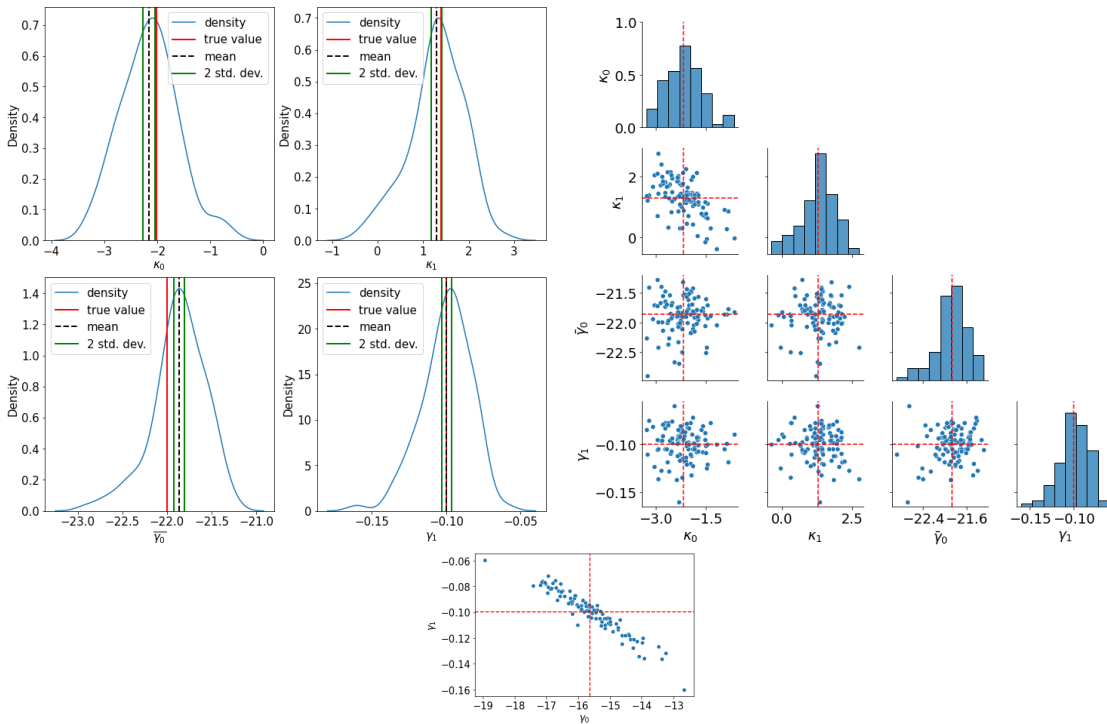 0.7
0.6
0.5
0.4
0.3
0.2
0.1
0.0
Density
density
true value
mean
2 std. dev.
−4 −3 −2 −1 0
κ₀
0.7
0.6
0.5
0.4
0.3
0.2
0.1
0.0
Density
density
true value
mean
2 std. dev.
−1 0 1 2 3
κ₁
1.4
1.2
1.0
0.8
0.6
0.4
0.2
0.0
Density
density
true value
mean
2 std. dev.
−23.0 −22.5 −22.0 −21.5 −21.0
γ̅₀
25
20
15
10
5
0
Density
density
true value
mean
2 std. dev.
−0.15 −0.10 −0.05
γ₁
1.0
0.5
0.0
κ₀
2
0
κ₁
−21.5
−22.0
−22.5
γ̄₀
−0.10
−0.15
γ₁
−3.0 −1.5
κ₀
0.0 2.5
κ₁
−22.4 −21.6
γ̄₀
−0.15 −0.10
γ₁
−0.06
−0.08
−0.10
−0.12
−0.14
−0.16
γ₁
−19 −18 −17 −16 −15 −14 −13
γ₀